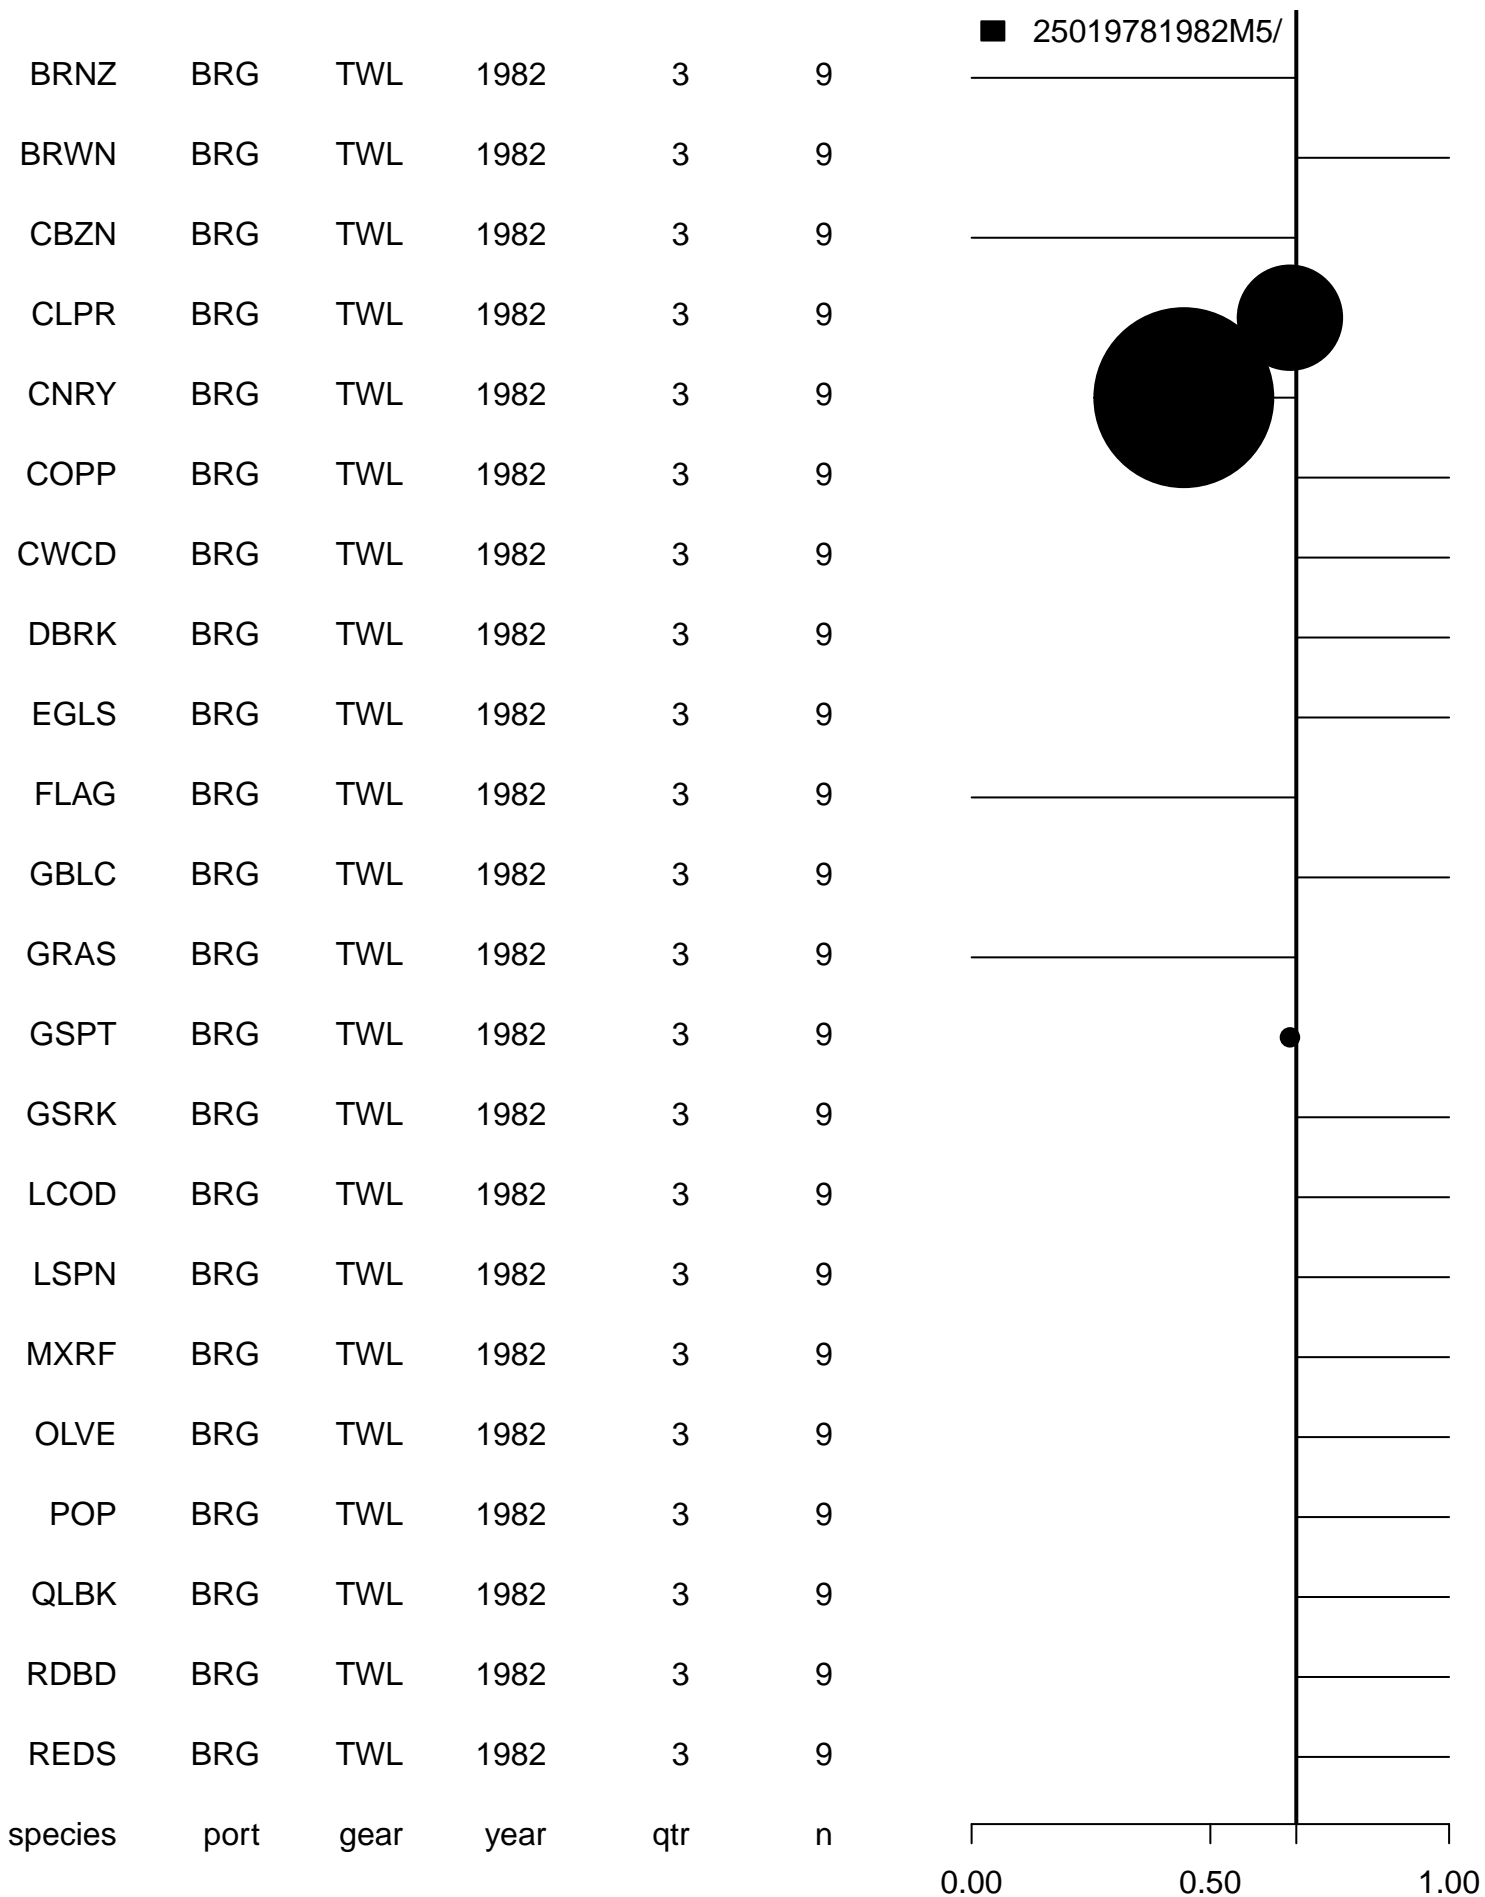 25019781982M5/
BRNZ BRG TWL 1982 3 9
BRWN BRG TWL 1982 3 9
CBZN BRG TWL 1982 3 9
CLPR BRG TWL 1982 3 9
CNRY BRG TWL 1982 3 9
COPP BRG TWL 1982 3 9
CWCD BRG TWL 1982 3 9
DBRK BRG TWL 1982 3 9
EGLS BRG TWL 1982 3 9
FLAG BRG TWL 1982 3 9
GBLC BRG TWL 1982 3 9
GRAS BRG TWL 1982 3 9
GSPT BRG TWL 1982 3 9
GSRK BRG TWL 1982 3 9
LCOD BRG TWL 1982 3 9
LSPN BRG TWL 1982 3 9
MXRF BRG TWL 1982 3 9
OLVE BRG TWL 1982 3 9
POP BRG TWL 1982 3 9
QLBK BRG TWL 1982 3 9
RDBD BRG TWL 1982 3 9
REDS BRG TWL 1982 3 9
species port gear year qtr n
0.00 0.50 1.00